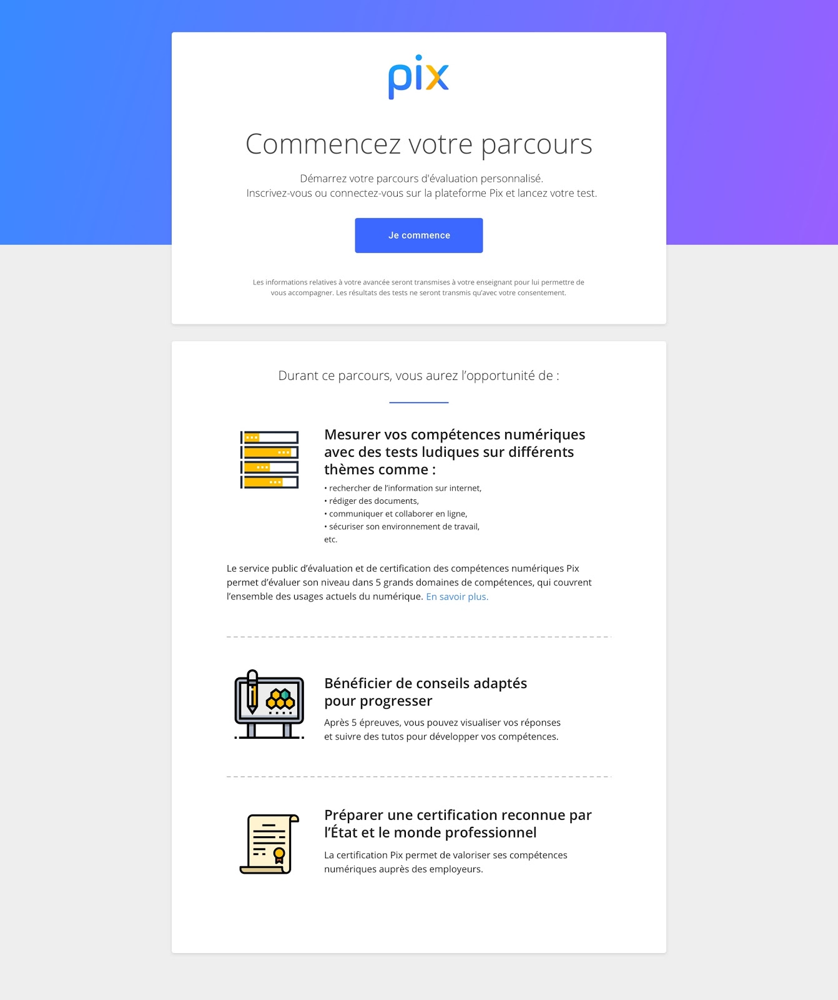 pix
Commencez votre parcours
Démarrez votre parcours d'évaluation personnalisé.
Inscrivez-vous ou connectez-vous sur la plateforme Pix et lancez votre test.
Je commence
Les informations relatives à votre avancée seront transmises à votre enseignant pour lui permettre de
vous accompagner. Les résultats des tests ne seront transmis qu’avec votre consentement.
Durant ce parcours, vous aurez l’opportunité de :
Mesurer vos compétences numériques
avec des tests ludiques sur différents
thèmes comme :
• rechercher de l’information sur internet,
• rédiger des documents,
• communiquer et collaborer en ligne,
• sécuriser son environnement de travail,
etc.
Le service public d’évaluation et de certification des compétences numériques Pix
permet d’évaluer son niveau dans 5 grands domaines de compétences, qui couvrent
l’ensemble des usages actuels du numérique. En savoir plus.
Bénéficier de conseils adaptés
pour progresser
Après 5 épreuves, vous pouvez visualiser vos réponses
et suivre des tutos pour développer vos compétences.
Préparer une certification reconnue par
l’État et le monde professionnel
La certification Pix permet de valoriser ses compétences
numériques auprès des employeurs.